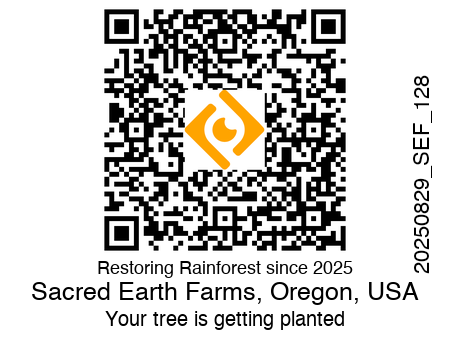 20250829_SEF_128
Restoring Rainforest since 2025
Sacred Earth Farms, Oregon, USA
Your tree is getting planted